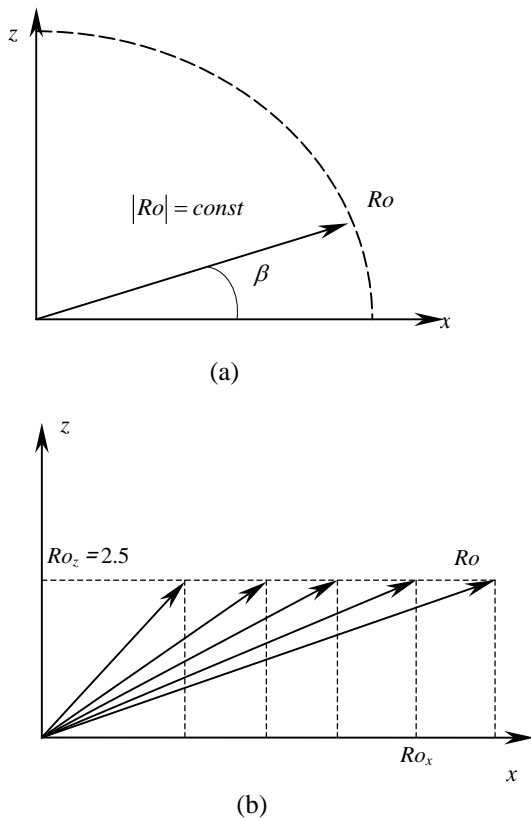 z
|Ro| = const
Ro
β
x
(a)
z
Ro_z = 2.5
Ro
Ro_x
x
(b)